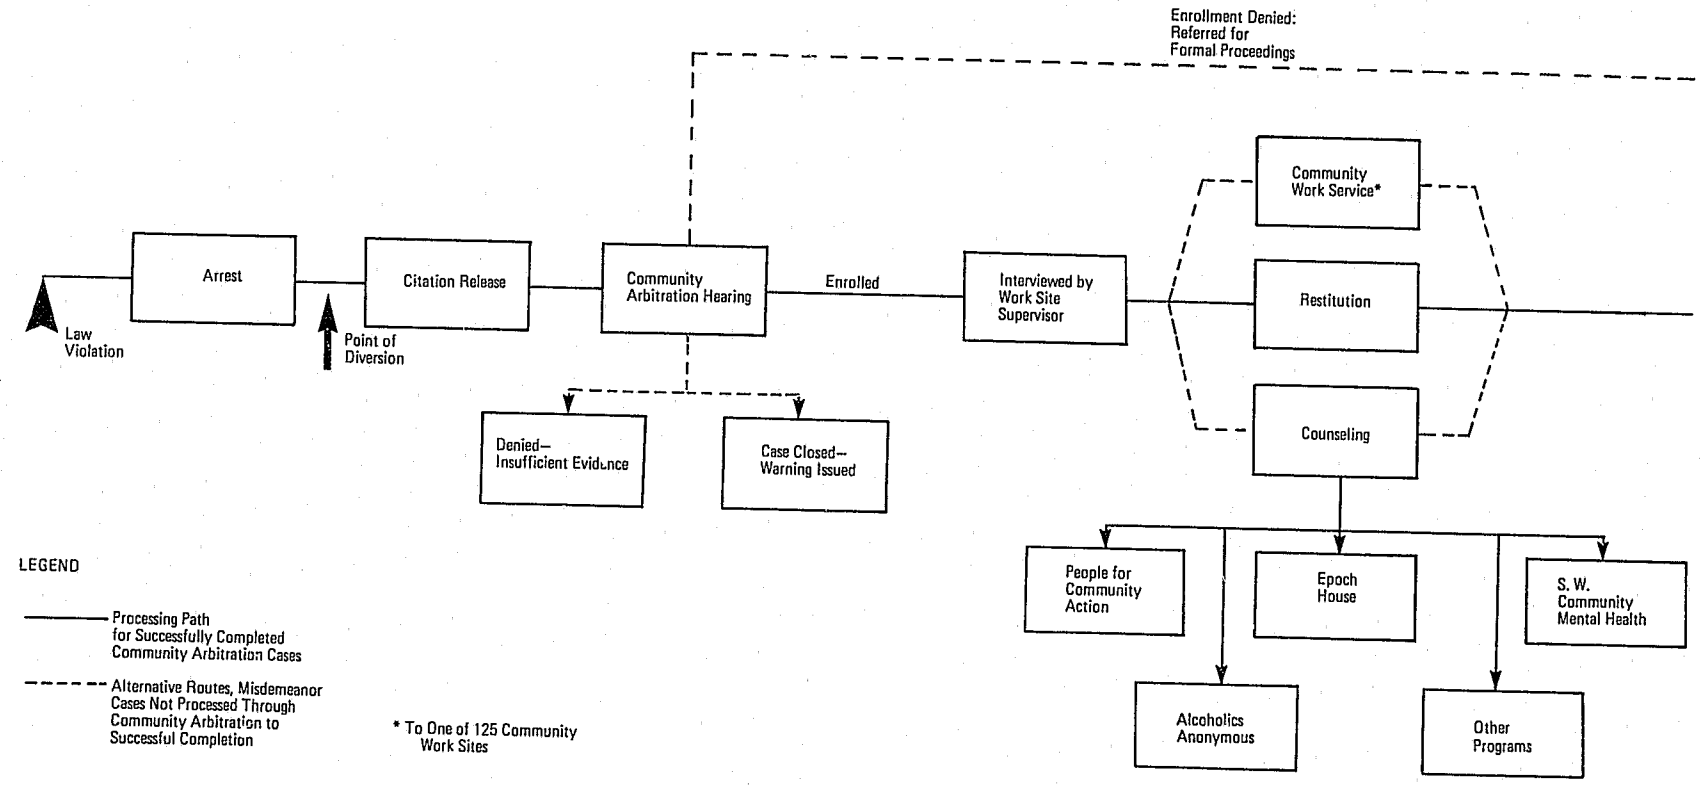 Enrollment Denied:
Referred for
Formal Proceedings
Community
Work Service*
Arrest
Citation Release
Community
Arbitration Hearing
Enrolled
Interviewed by
Work Site
Supervisor
Restitution
Law
Violation
Point of
Diversion
Denied—
Insufficient Evidence
Case Closed—
Warning Issued
Counseling
People for
Community
Action
Epoch
House
S. W.
Community
Mental Health
Alcoholics
Anonymous
Other
Programs
LEGEND
Processing Path
for Successfully Completed
Community Arbitration Cases
Alternative Routes, Misdemeanor
Cases Not Processed Through
Community Arbitration to
Successful Completion
* To One of 125 Community
Work Sites